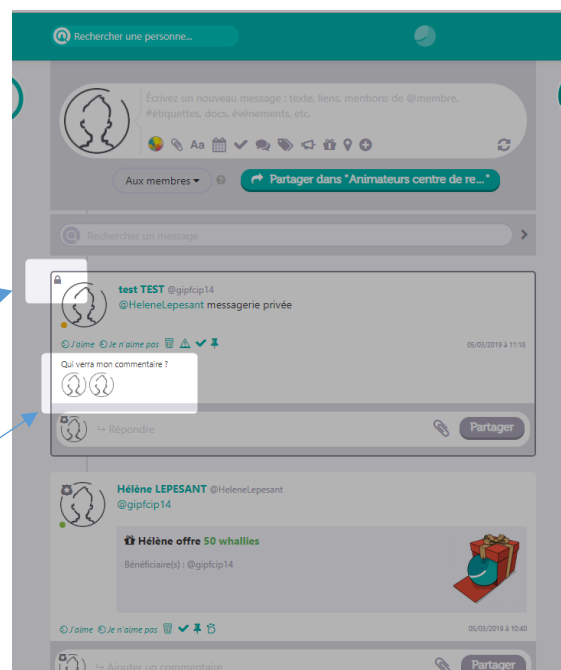 Rechercher une personne...
Écrivez un nouveau message : texte, liens, mentions de @membre,
#étiquettes, docs, événements, etc.
Aa
Aux membres
Partager dans "Animateurs centre de re..."
Rechercher un message
test TEST @gipfcip14
@HeleneLepesant messagerie privée
J'aime Je n'aime pas
05/03/2019 à 11:18
Qui verra mon commentaire ?
Répondre
Partager
Hélène LEPESANT @HeleneLepesant
@gipfcip14
Hélène offre 50 whallies
Bénéficiaire(s) : @gipfcip14
J'aime Je n'aime pas
05/03/2019 à 10:40
Ajouter un commentaire
Partager